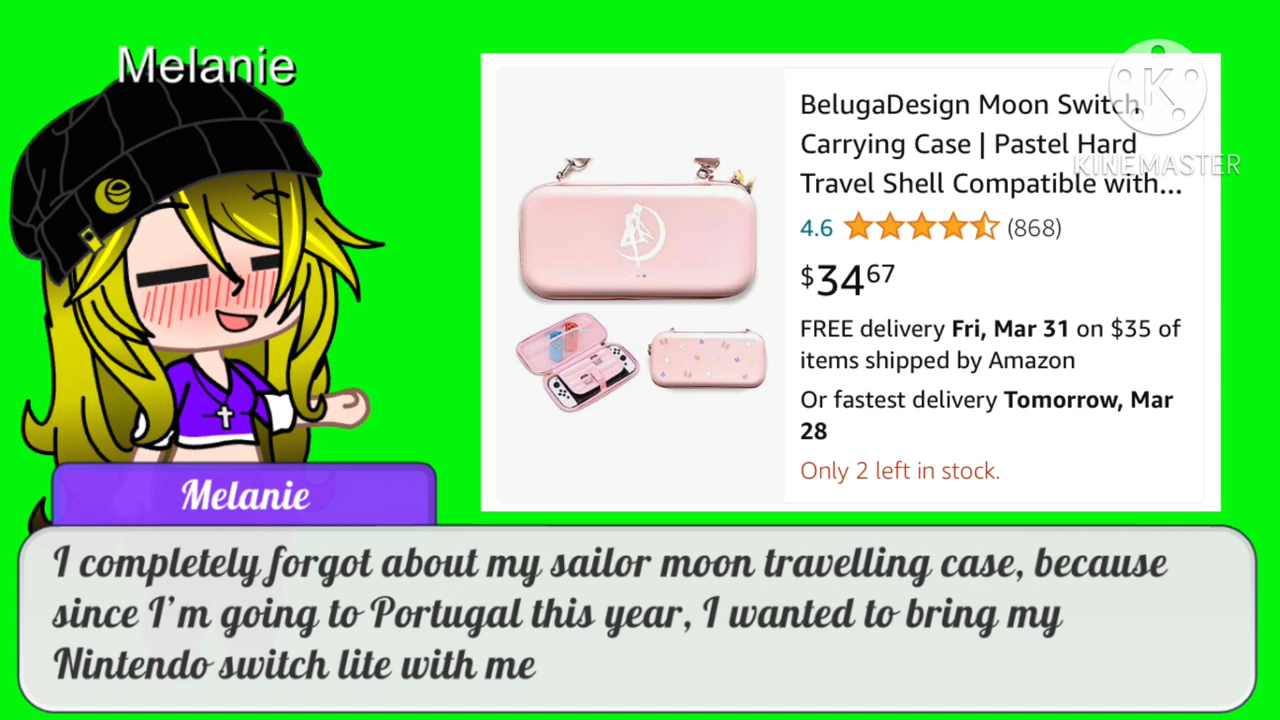 Melanie
BelugaDesign Moon Switch
Carrying Case | Pastel Hard
Travel Shell Compatible with...
4.6 (868)
$3467
FREE delivery Fri, Mar 31 on $35 of
items shipped by Amazon
Or fastest delivery Tomorrow, Mar
28
Only 2 left in stock.
K
KINEMASTER
Melanie
I completely forgot about my sailor moon travelling case, because
since I'm going to Portugal this year, I wanted to bring my
Nintendo switch lite with me